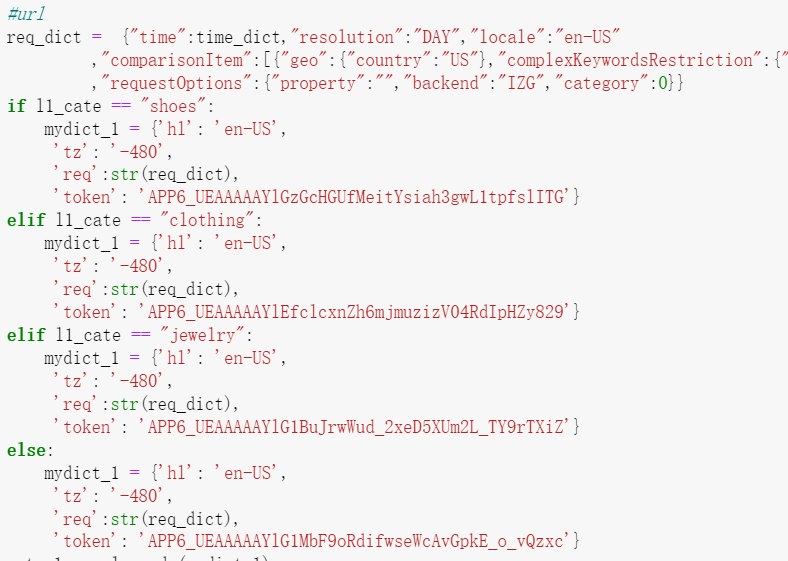 #url
req_dict =  {"time":time_dict,"resolution":"DAY","locale":"en-US"
,"comparisonItem":[{"geo":{"country":"US"},"complexKeywordsRestriction":{"
,"requestOptions":{"property":"","backend":"IZG","category":0}}
if l1_cate == "shoes":
mydict_1 = {'hl': 'en-US',
'tz': '-480',
'req':str(req_dict),
'token': 'APP6_UEAAAAAYlGzGcHGUfMeitYsiah3gwL1tpfslITG'}
elif l1_cate == "clothing":
mydict_1 = {'hl': 'en-US',
'tz': '-480',
'req':str(req_dict),
'token': 'APP6_UEAAAAAYlEfclcxnZh6mjmuzizV04RdIpHZy829'}
elif l1_cate == "jewelry":
mydict_1 = {'hl': 'en-US',
'tz': '-480',
'req':str(req_dict),
'token': 'APP6_UEAAAAAYlG1BuJrwWud_2xeD5XUm2L_TY9rTXiZ'}
else:
mydict_1 = {'hl': 'en-US',
'tz': '-480',
'req':str(req_dict),
'token': 'APP6_UEAAAAAYlG1MbF9oRdifwseWcAvGpkE_o_vQzxc'}